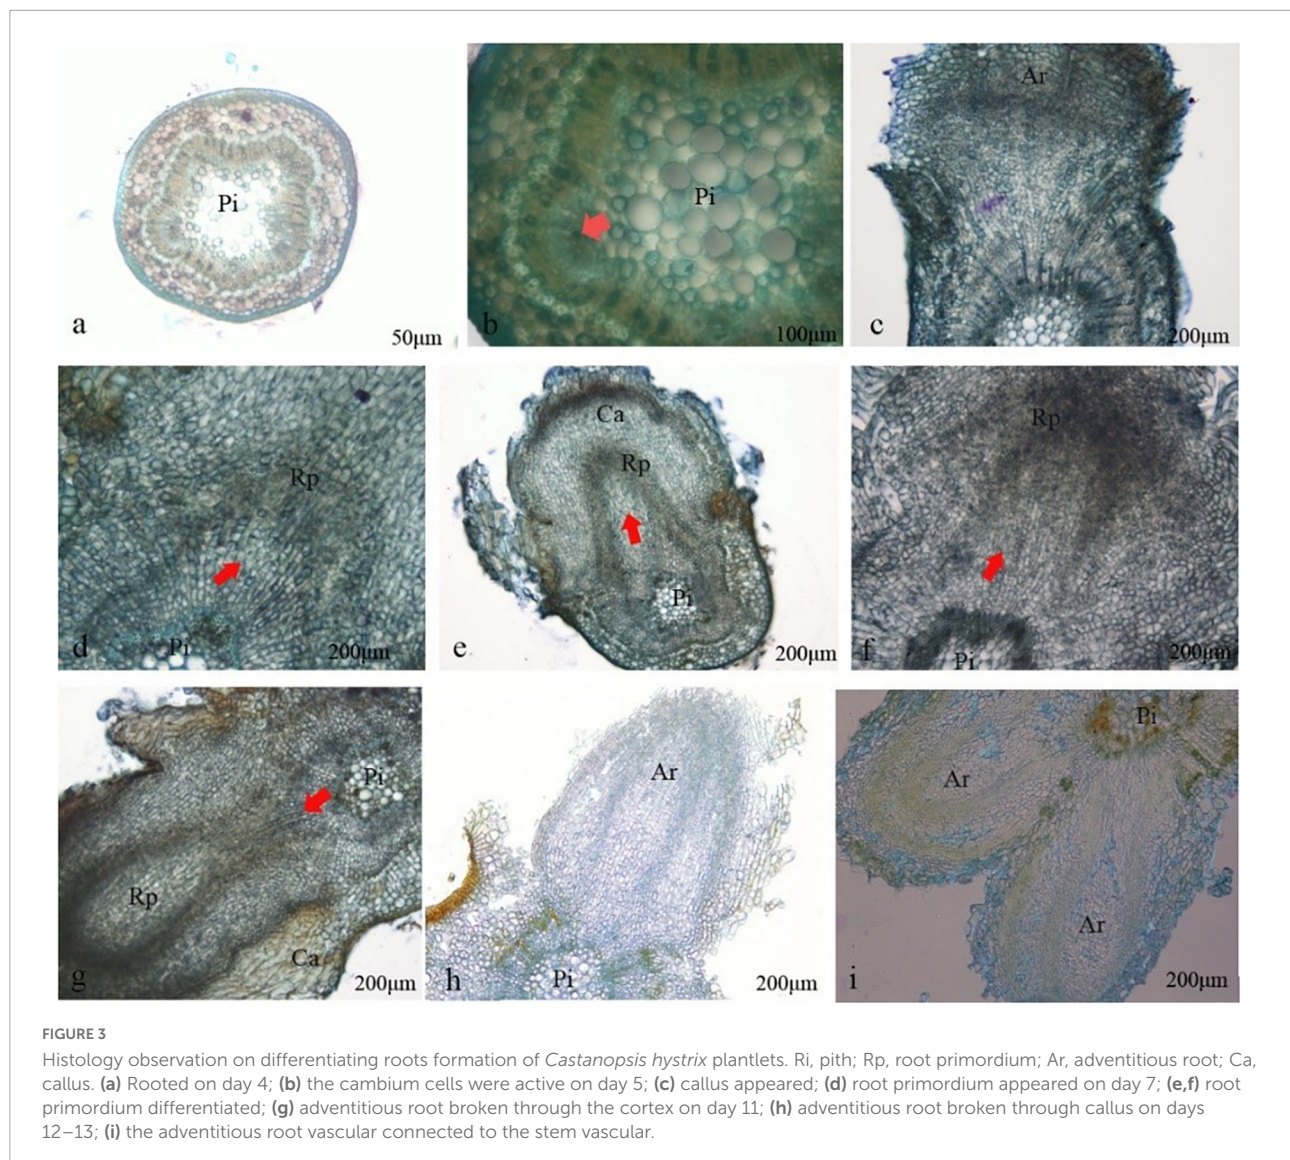 Pi
a
50μm
Pi
b
100μm
Ar
c
200μm
Rp
Pi
d
200μm
Ca
Rp
Pi
e
200μm
Rp
Pi
f
200μm
Pi
Rp
Ca
g
200μm
Ar
Pi
h
200μm
Pi
Ar
Ar
i
200μm
FIGURE 3
Histology observation on differentiating roots formation of Castanopsis hystrix plantlets. Ri, pith; Rp, root primordium; Ar, adventitious root; Ca,
callus. (a) Rooted on day 4; (b) the cambium cells were active on day 5; (c) callus appeared; (d) root primordium appeared on day 7; (e,f) root
primordium differentiated; (g) adventitious root broken through the cortex on day 11; (h) adventitious root broken through callus on days
12–13; (i) the adventitious root vascular connected to the stem vascular.